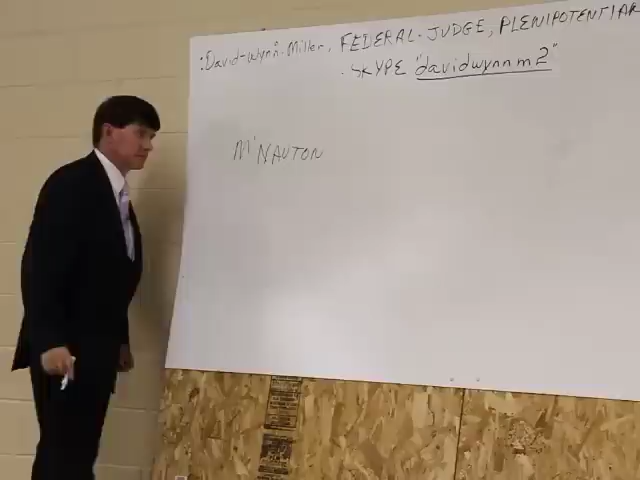 :David-wynn: Miller, FEDERAL-JUDGE, PLENIPOTENTIAR
.SKYPE "davidwynnm2"
M'NAUTON